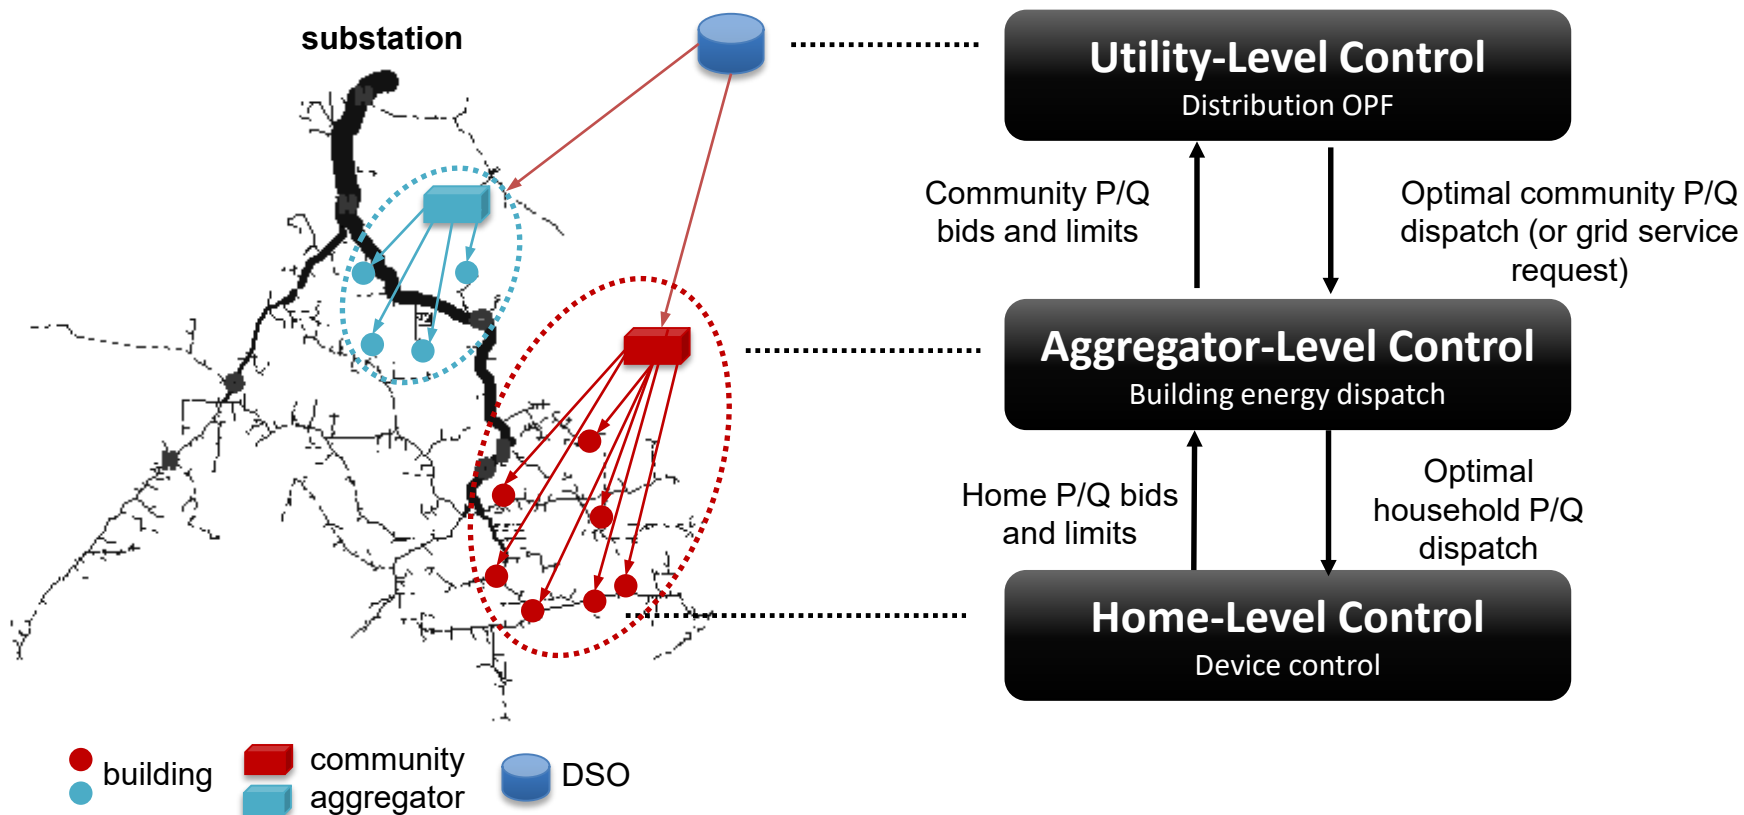 substation
Utility-Level Control
Distribution OPF
Community P/Q
bids and limits
Optimal community P/Q
dispatch (or grid service
request)
Aggregator-Level Control
Building energy dispatch
Home P/Q bids
and limits
Optimal
household P/Q
dispatch
Home-Level Control
Device control
building
community
aggregator
DSO